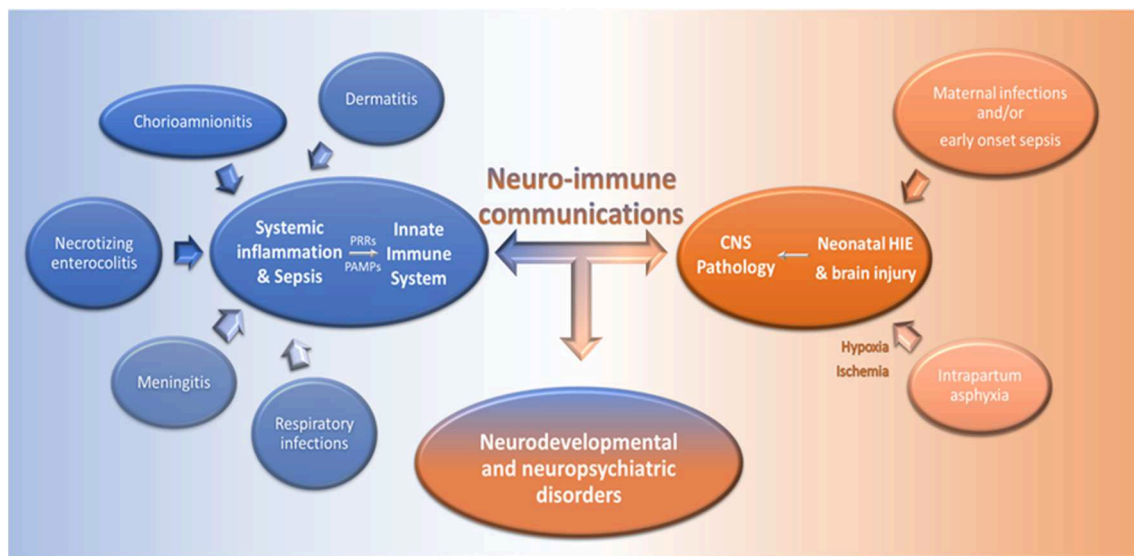 Dermatitis
Chorioamnionitis
Necrotizing
enterocolitis
Meningitis
Respiratory
infections
Systemic
inflammation
& Sepsis
PRRs
PAMPs
Innate
Immune
System
Neuro-immune
communications
CNS
Pathology
Neonatal HIE
& brain injury
Maternal infections
and/or
early onset sepsis
Hypoxia
Ischemia
Intrapartum
asphyxia
Neurodevelopmental
and neuropsychiatric
disorders